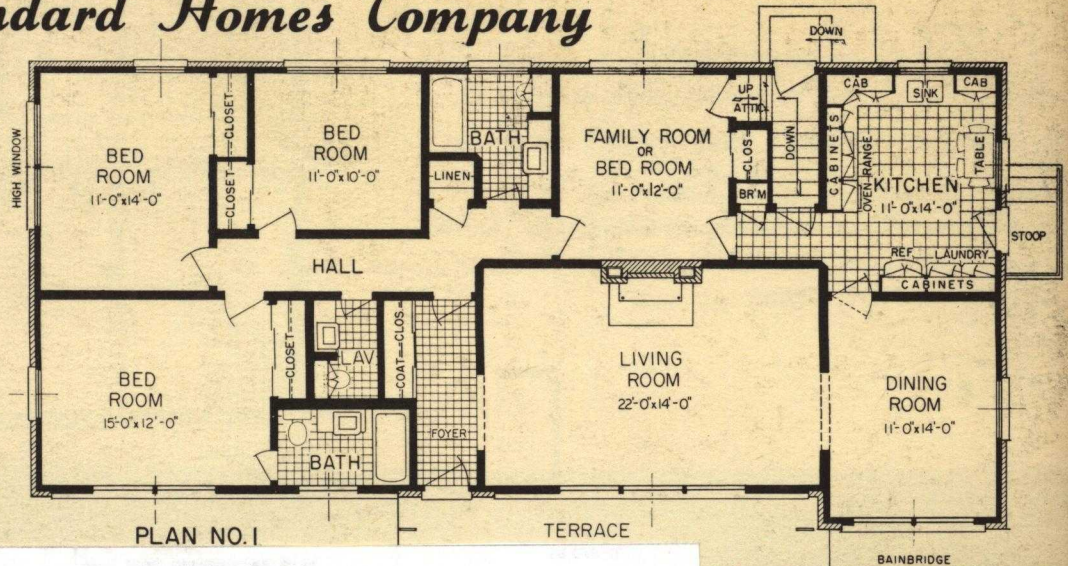 ndard Homes Company
DOWN
HIGH WINDOW
BED
ROOM
11'-0"x14'-0"
CLOSET
CLOSET
BED
ROOM
11'-0"x10'-0"
BATH
LINEN
FAMILY ROOM
OR
BED ROOM
11'-0"x12'-0"
UP
ATTIC
CLOS.
BR'M
DOWN
CAB
SINK
CAB
CABINETS
OVEN-RANGE
TABLE
KITCHEN
11'-0"x14'-0"
REF.
LAUNDRY
CABINETS
STOOP
HALL
BED
ROOM
15'-0"x12'-0"
CLOSET
LAV.
COAT-CLOS.
BATH
FOYER
LIVING
ROOM
22'-0"x14'-0"
DINING
ROOM
11'-0"x14'-0"
PLAN NO.1
TERRACE
BAINBRIDGE